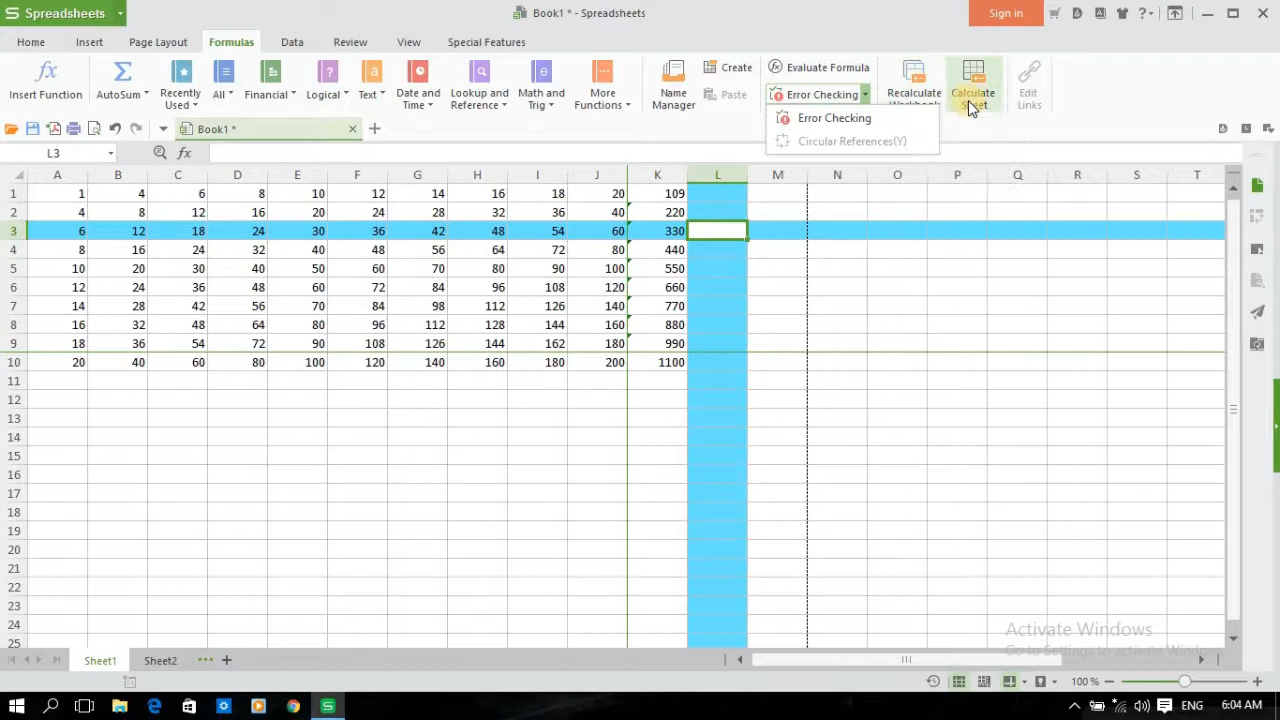 Spreadsheets
Book1 * - Spreadsheets
Sign in
Home Insert Page Layout Formulas Data Review View Special Features
Insert Function AutoSum Recently Used All Financial Logical Text Date and Time Lookup and Reference Math and Trig More Functions Name Manager Create Paste Evaluate Formula Error Checking Recalculate Workbook Calculate Sheet Edit Links
Error Checking
Circular References(Y)
Book1 *
L3
A B C D E F G H I J K L M N O P Q R S T
1 1 4 6 8 10 12 14 16 18 20 109
2 4 8 12 16 20 24 28 32 36 40 220
3 6 12 18 24 30 36 42 48 54 60 330
4 8 16 24 32 40 48 56 64 72 80 440
5 10 20 30 40 50 60 70 80 90 100 550
6 12 24 36 48 60 72 84 96 108 120 660
7 14 28 42 56 70 84 98 112 126 140 770
8 16 32 48 64 80 96 112 128 144 160 880
9 18 36 54 72 90 108 126 144 162 180 990
10 20 40 60 80 100 120 140 160 180 200 1100
11
12
13
14
15
16
17
18
19
20
21
22
23
24
25
Activate Windows
Go to Settings to activate Windows
Sheet1 Sheet2
100 %
ENG 6:04 AM